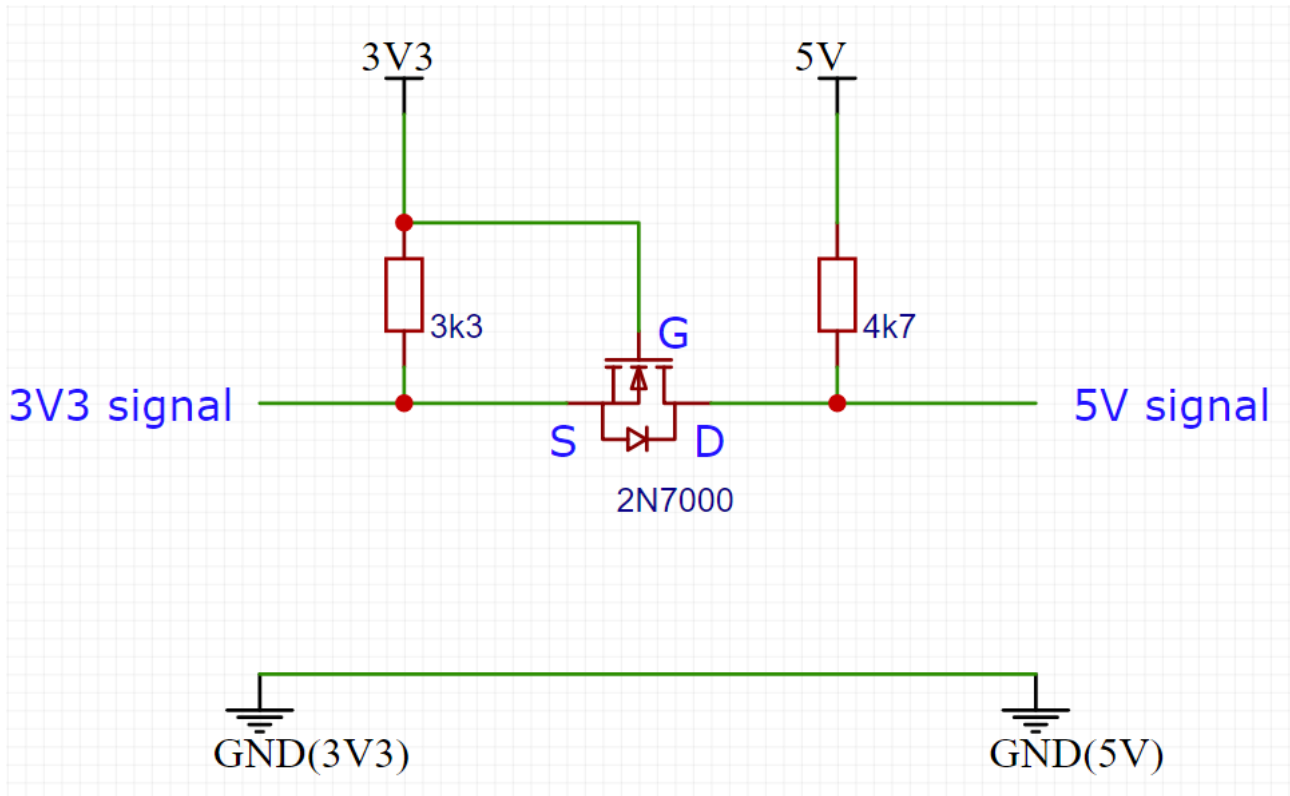 3V3
5V
3k3
4k7
G
3V3 signal
5V signal
S
D
2N7000
GND(3V3)
GND(5V)